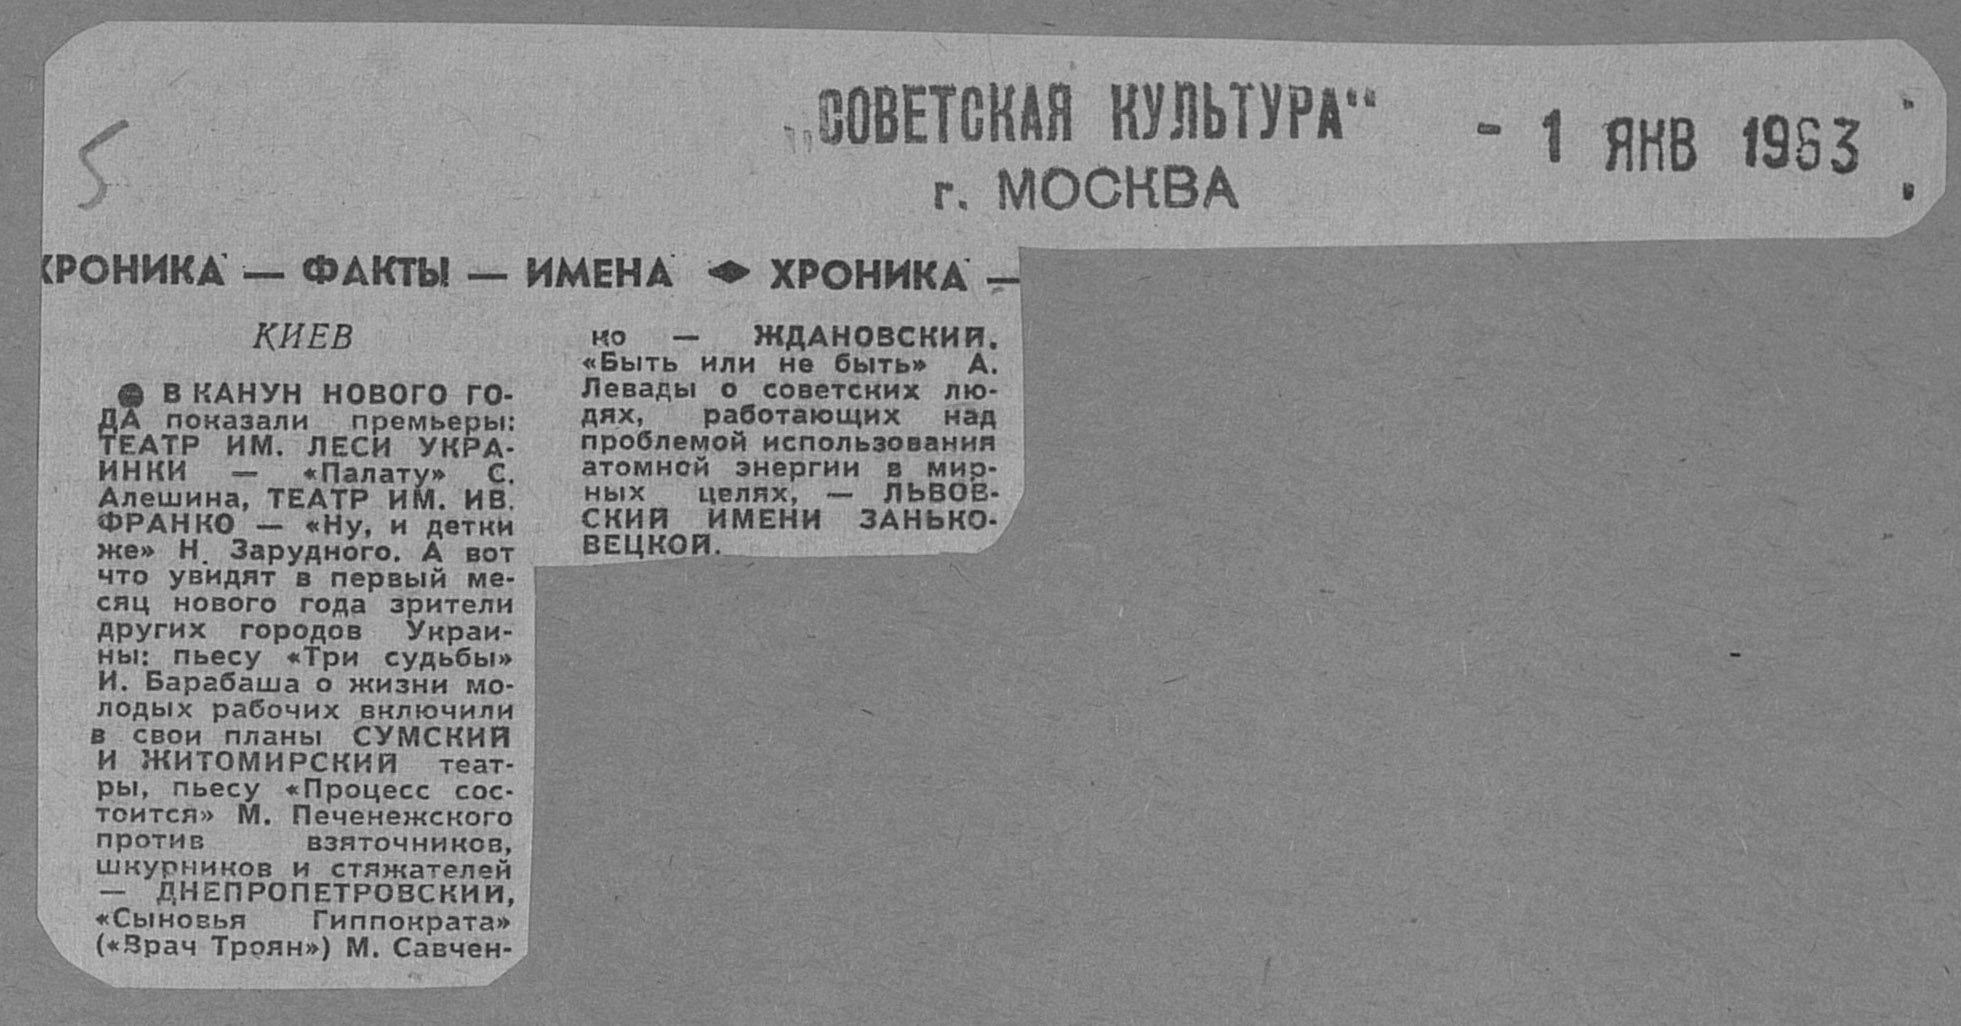 5
„СОВЕТСКАЯ КУЛЬТУРА“
г. МОСКВА
- 1 ЯНВ 1963
ХРОНИКА — ФАКТЫ — ИМЕНА ◆ ХРОНИКА —
КИЕВ
● В КАНУН НОВОГО ГО-
ДА показали премьеры:
ТЕАТР ИМ. ЛЕСИ УКРА-
ИНКИ — «Палату» С.
Алешина, ТЕАТР ИМ. ИВ.
ФРАНКО — «Ну, и детки
же» Н. Зарудного. А вот
что увидят в первый ме-
сяц нового года зрители
других городов Украи-
ны: пьесу «Три судьбы»
И. Барабаша о жизни мо-
лодых рабочих включили
в свои планы СУМСКИЙ
И ЖИТОМИРСКИЙ теат-
ры, пьесу «Процесс сос-
тоится» М. Печенежского
против взяточников,
шкурников и стяжателей
— ДНЕПРОПЕТРОВСКИЙ,
«Сыновья Гиппократа»
(«Врач Троян») М. Савчен-
ко — ЖДАНОВСКИЙ.
«Быть или не быть» А.
Левады о советских лю-
дях, работающих над
проблемой использования
атомной энергии в мир-
ных целях, — ЛЬВОВ-
СКИЙ ИМЕНИ ЗАНЬКО-
ВЕЦКОЙ.